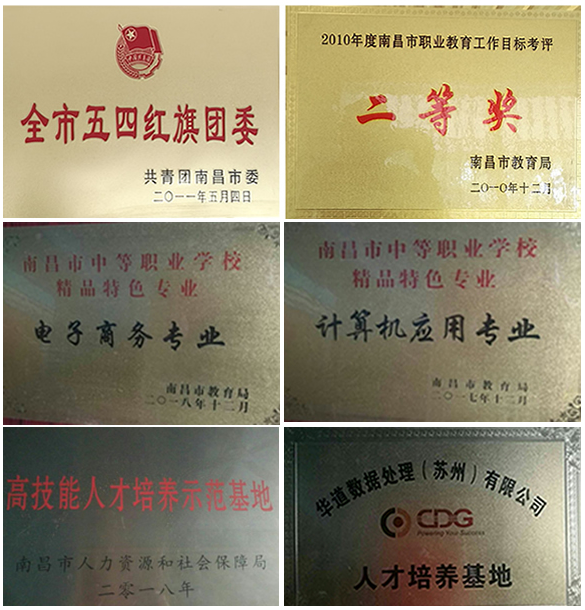 全市五四红旗团委
共青团南昌市委
二〇一一年五月四日
2010年度南昌市职业教育工作目标考评
二等奖
南昌市教育局
二〇一〇年十二月
南昌市中等职业学校
精品特色专业
电子商务专业
南昌市教育局
二〇一八年十二月
南昌市中等职业学校
精品特色专业
计算机应用专业
南昌市教育局
二〇一七年十二月
高技能人才培养示范基地
南昌市人力资源和社会保障局
二零一八年
华道数据处理（苏州）有限公司
CDG
Powering Your Success
人才培养基地